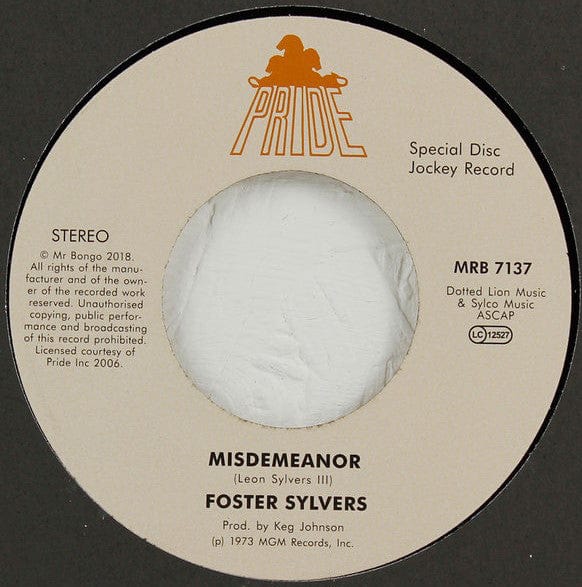 PRIDE
Special Disc
Jockey Record
STEREO
© Mr Bongo 2018.
All rights of the manu-
facturer and of the own-
er of the recorded work
reserved. Unauthorised
copying, public perfor-
mance and broadcasting
of this record prohibited.
Licensed courtesy of
Pride Inc 2006.
MRB 7137
Dotted Lion Music
& Sylco Music
ASCAP
LC 12527
MISDEMEANOR
(Leon Sylvers III)
FOSTER SYLVERS
Prod. by Keg Johnson
(p) 1973 MGM Records, Inc.